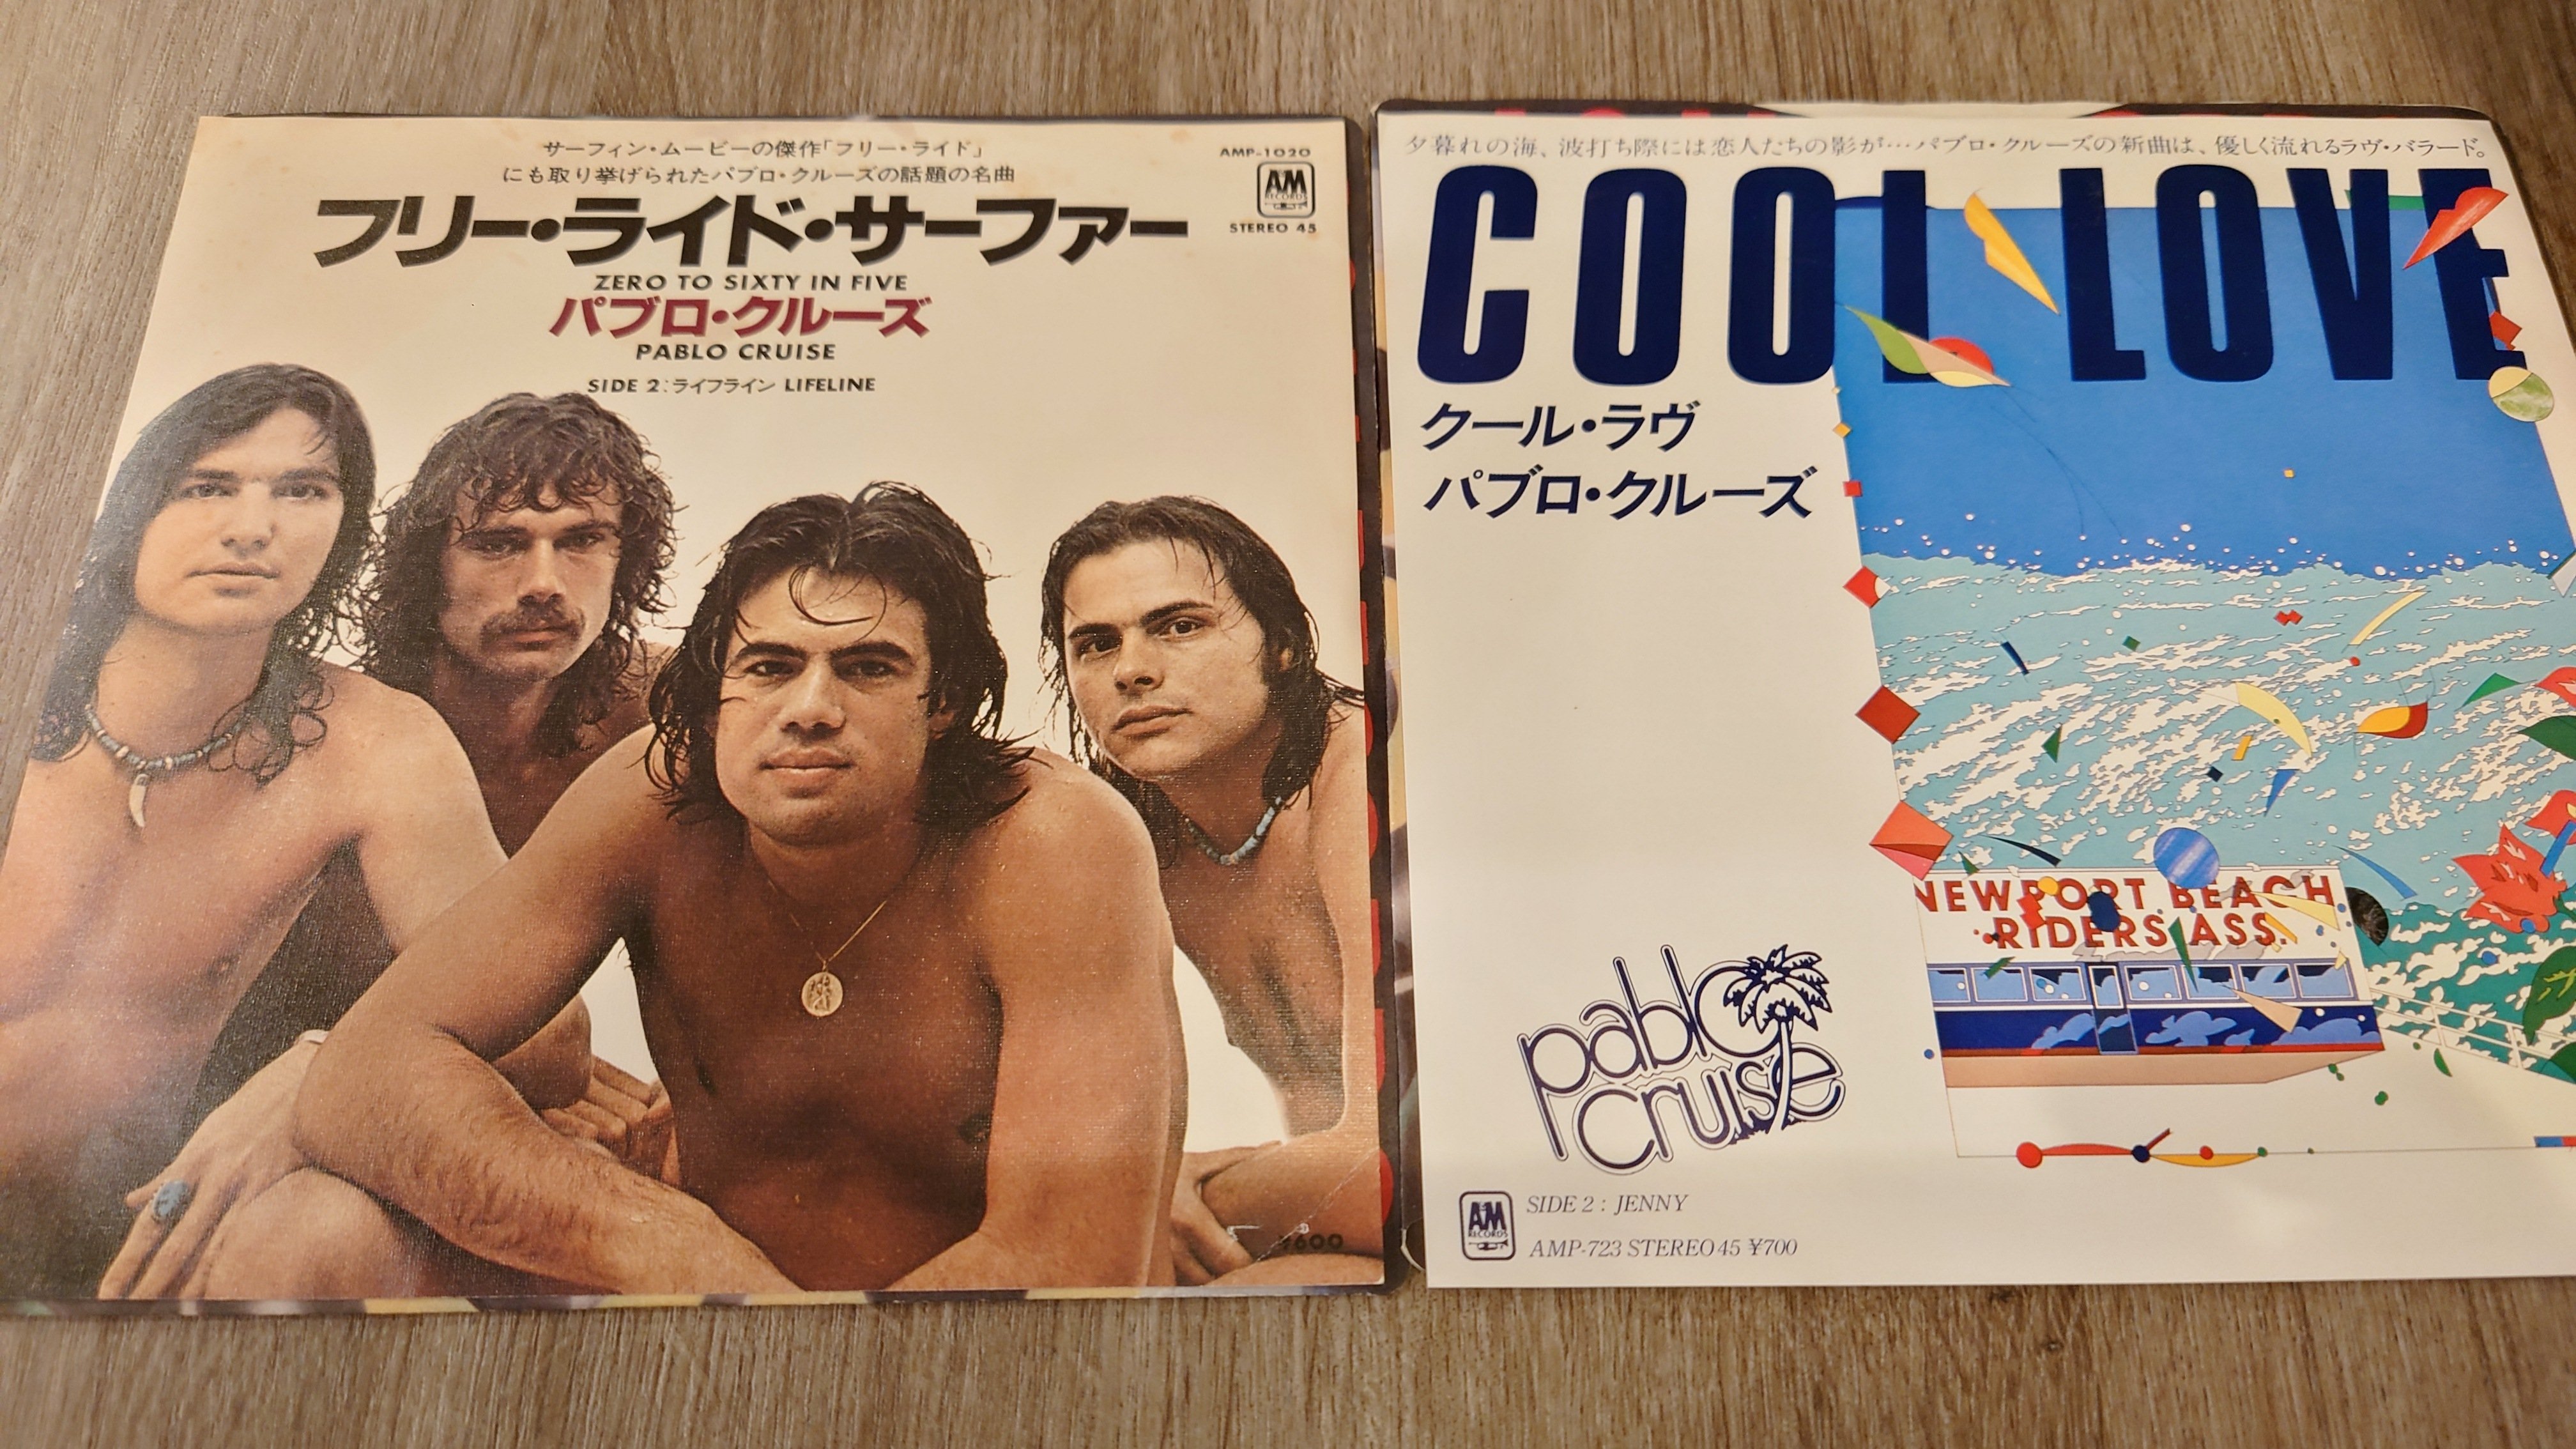 サーフィン・ムービーの傑作「フリー・ライド」
にも取り挙げられたパブロ・クルーズの話題の名曲
フリー・ライド・サーファー
ZERO TO SIXTY IN FIVE
パブロ・クルーズ
PABLO CRUISE
SIDE 2:ライフライン LIFELINE
AMP-1020
AM
RECORDS
STEREO 45
¥600
夕暮れの海、波打ち際には恋人たちの影が…パブロ・クルーズの新曲は、優しく流れるラヴ・バラード。
COOL LOVE
クール・ラヴ
パブロ・クルーズ
NEWPORT BEACH
RIDERS ASS.
pablo
cruise
AM
RECORDS
SIDE 2 : JENNY
AMP-723 STEREO 45 ¥700